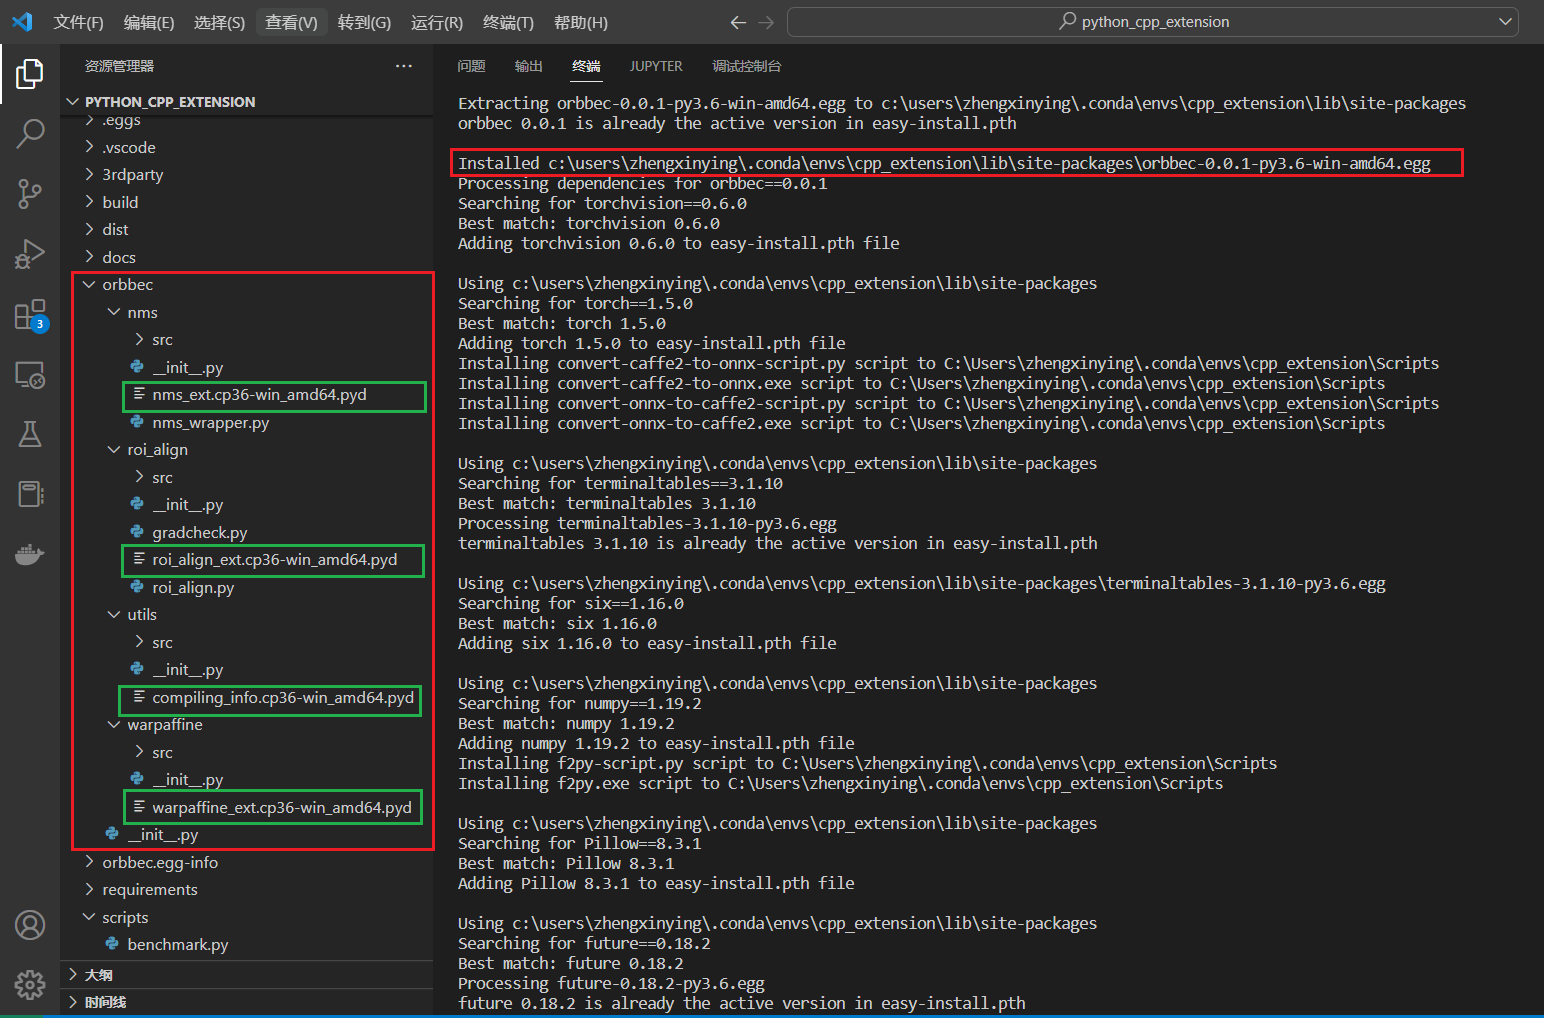 文件(F) 编辑(E) 选择(S) 查看(V) 转到(G) 运行(R) 终端(T) 帮助(H) python_cpp_extension
资源管理器 ···
PYTHON_CPP_EXTENSION
.eggs
.vscode
3rdparty
build
dist
docs
orbbec
nms
src
__init__.py
nms_ext.cp36-win_amd64.pyd
nms_wrapper.py
roi_align
src
__init__.py
gradcheck.py
roi_align_ext.cp36-win_amd64.pyd
roi_align.py
utils
src
__init__.py
compiling_info.cp36-win_amd64.pyd
warpaffine
src
__init__.py
warpaffine_ext.cp36-win_amd64.pyd
__init__.py
orbbec.egg-info
requirements
scripts
benchmark.py
大纲
时间线
3
问题 输出 终端 JUPYTER 调试控制台
Extracting orbbec-0.0.1-py3.6-win-amd64.egg to c:\users\zhengxinying\.conda\envs\cpp_extension\lib\site-packages
orbbec 0.0.1 is already the active version in easy-install.pth
Installed c:\users\zhengxinying\.conda\envs\cpp_extension\lib\site-packages\orbbec-0.0.1-py3.6-win-amd64.egg
Processing dependencies for orbbec==0.0.1
Searching for torchvision==0.6.0
Best match: torchvision 0.6.0
Adding torchvision 0.6.0 to easy-install.pth file
Using c:\users\zhengxinying\.conda\envs\cpp_extension\lib\site-packages
Searching for torch==1.5.0
Best match: torch 1.5.0
Adding torch 1.5.0 to easy-install.pth file
Installing convert-caffe2-to-onnx-script.py script to C:\Users\zhengxinying\.conda\envs\cpp_extension\Scripts
Installing convert-caffe2-to-onnx.exe script to C:\Users\zhengxinying\.conda\envs\cpp_extension\Scripts
Installing convert-onnx-to-caffe2-script.py script to C:\Users\zhengxinying\.conda\envs\cpp_extension\Scripts
Installing convert-onnx-to-caffe2.exe script to C:\Users\zhengxinying\.conda\envs\cpp_extension\Scripts
Using c:\users\zhengxinying\.conda\envs\cpp_extension\lib\site-packages
Searching for terminaltables==3.1.10
Best match: terminaltables 3.1.10
Processing terminaltables-3.1.10-py3.6.egg
terminaltables 3.1.10 is already the active version in easy-install.pth
Using c:\users\zhengxinying\.conda\envs\cpp_extension\lib\site-packages\terminaltables-3.1.10-py3.6.egg
Searching for six==1.16.0
Best match: six 1.16.0
Adding six 1.16.0 to easy-install.pth file
Using c:\users\zhengxinying\.conda\envs\cpp_extension\lib\site-packages
Searching for numpy==1.19.2
Best match: numpy 1.19.2
Adding numpy 1.19.2 to easy-install.pth file
Installing f2py-script.py script to C:\Users\zhengxinying\.conda\envs\cpp_extension\Scripts
Installing f2py.exe script to C:\Users\zhengxinying\.conda\envs\cpp_extension\Scripts
Using c:\users\zhengxinying\.conda\envs\cpp_extension\lib\site-packages
Searching for Pillow==8.3.1
Best match: Pillow 8.3.1
Adding Pillow 8.3.1 to easy-install.pth file
Using c:\users\zhengxinying\.conda\envs\cpp_extension\lib\site-packages
Searching for future==0.18.2
Best match: future 0.18.2
Processing future-0.18.2-py3.6.egg
future 0.18.2 is already the active version in easy-install.pth